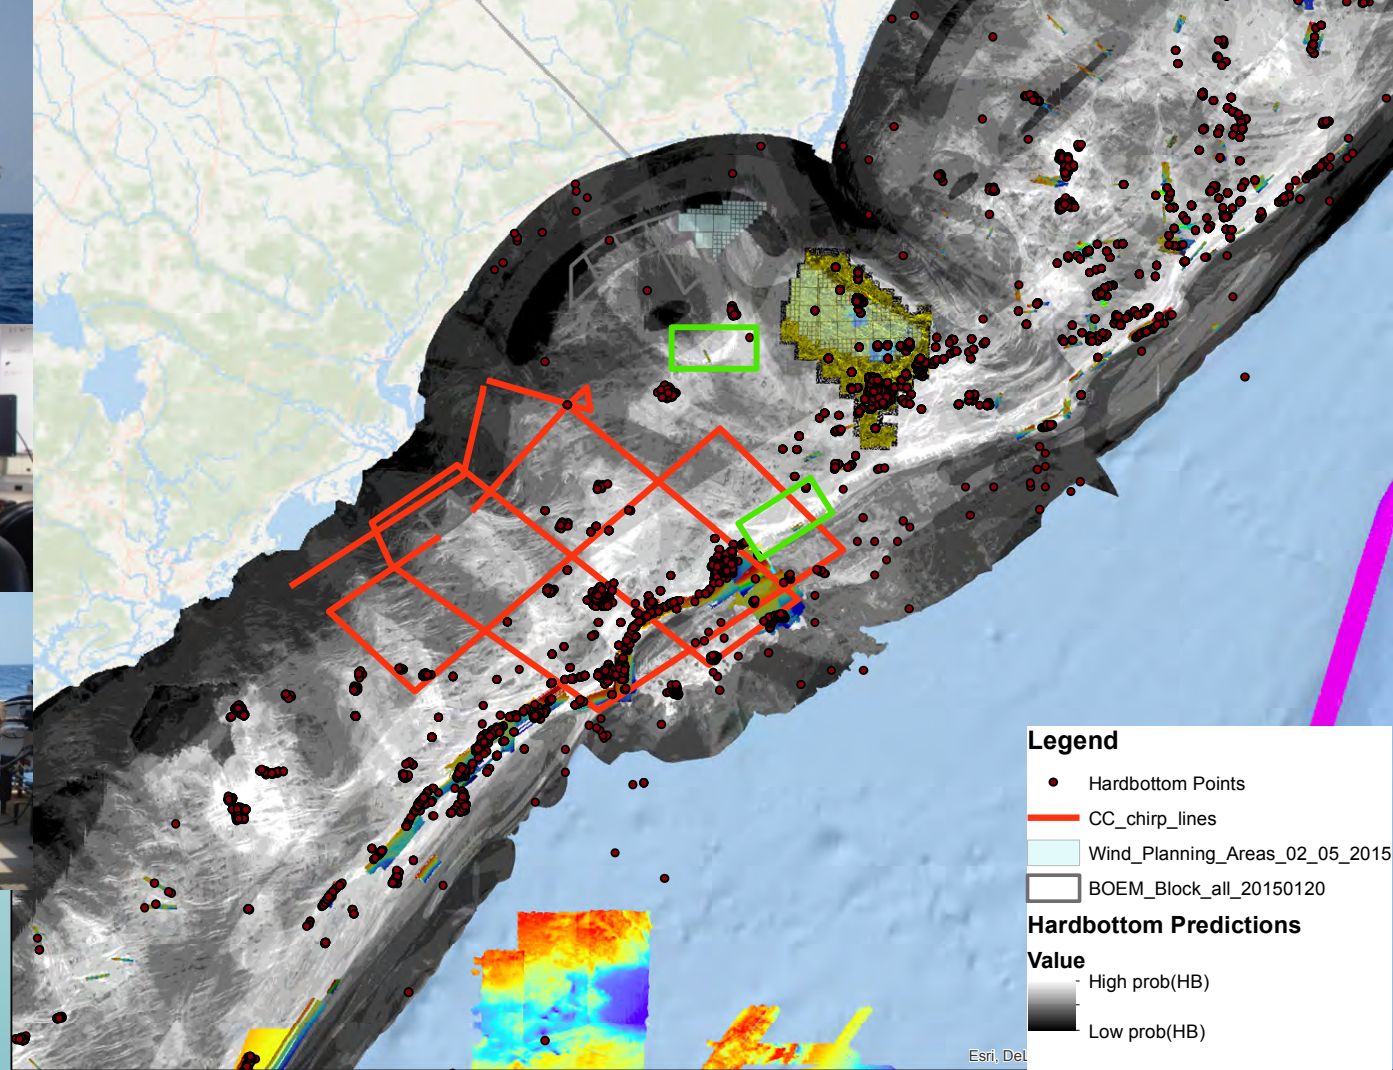 Legend
Hardbottom Points
CC_chirp_lines
Wind_Planning_Areas_02_05_2015
BOEM_Block_all_20150120
Hardbottom Predictions
Value
High prob(HB)
Low prob(HB)
Esri, DeL